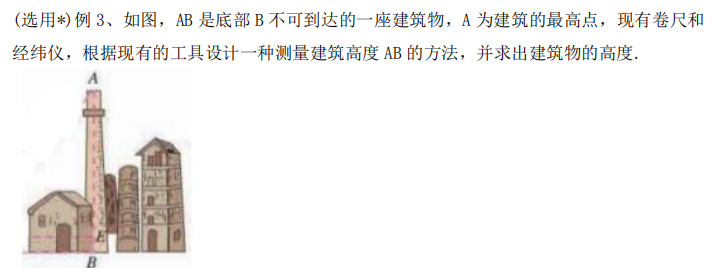 (选用*)例 3、如图，AB 是底部 B 不可到达的一座建筑物，A 为建筑的最高点，现有卷尺和
经纬仪，根据现有的工具设计一种测量建筑高度 AB 的方法，并求出建筑物的高度.
A
E
B